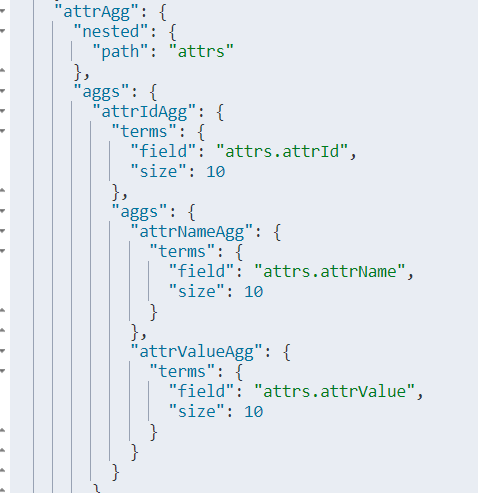 "attrAgg": {
"nested": {
"path": "attrs"
},
"aggs": {
"attrIdAgg": {
"terms": {
"field": "attrs.attrId",
"size": 10
},
"aggs": {
"attrNameAgg": {
"terms": {
"field": "attrs.attrName",
"size": 10
}
},
"attrValueAgg": {
"terms": {
"field": "attrs.attrValue",
"size": 10
}
}
}
}